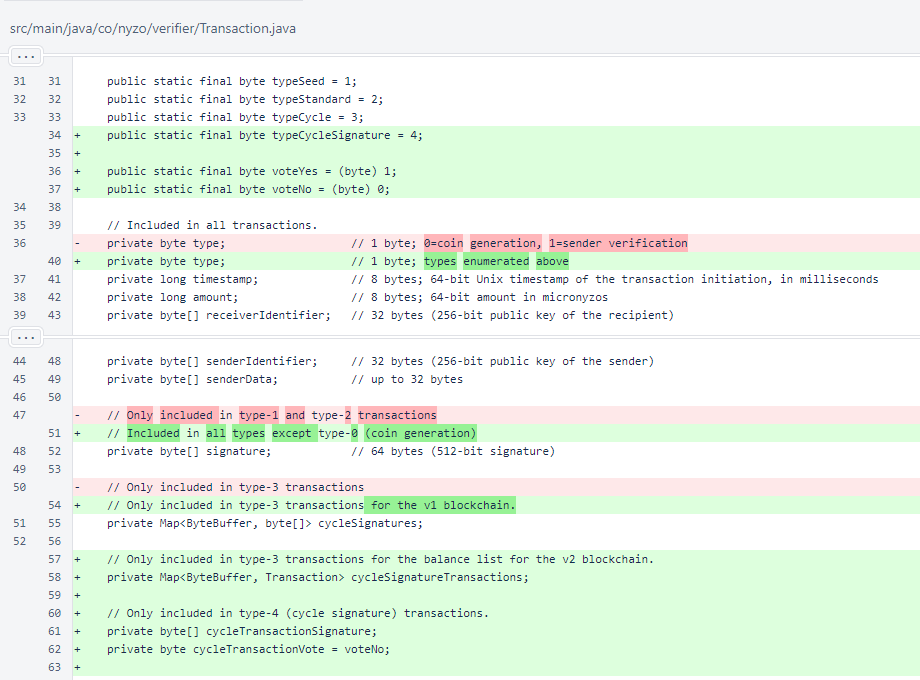 src/main/java/co/nyzo/verifier/Transaction.java
...
31 31 public static final byte typeSeed = 1;
32 32 public static final byte typeStandard = 2;
33 33 public static final byte typeCycle = 3;
34 + public static final byte typeCycleSignature = 4;
35 +
36 + public static final byte voteYes = (byte) 1;
37 + public static final byte voteNo = (byte) 0;
34 38
35 39 // Included in all transactions.
36 - private byte type; // 1 byte; 0=coin generation, 1=sender verification
40 + private byte type; // 1 byte; types enumerated above
37 41 private long timestamp; // 8 bytes; 64-bit Unix timestamp of the transaction initiation, in milliseconds
38 42 private long amount; // 8 bytes; 64-bit amount in micronyzos
39 43 private byte[] receiverIdentifier; // 32 bytes (256-bit public key of the recipient)
...
44 48 private byte[] senderIdentifier; // 32 bytes (256-bit public key of the sender)
45 49 private byte[] senderData; // up to 32 bytes
46 50
47 - // Only included in type-1 and type-2 transactions
51 + // Included in all types except type-0 (coin generation)
48 52 private byte[] signature; // 64 bytes (512-bit signature)
49 53
50 - // Only included in type-3 transactions
54 + // Only included in type-3 transactions for the v1 blockchain.
51 55 private Map<ByteBuffer, byte[]> cycleSignatures;
52 56
57 + // Only included in type-3 transactions for the balance list for the v2 blockchain.
58 + private Map<ByteBuffer, Transaction> cycleSignatureTransactions;
59 +
60 + // Only included in type-4 (cycle signature) transactions.
61 + private byte[] cycleTransactionSignature;
62 + private byte cycleTransactionVote = voteNo;
63 +